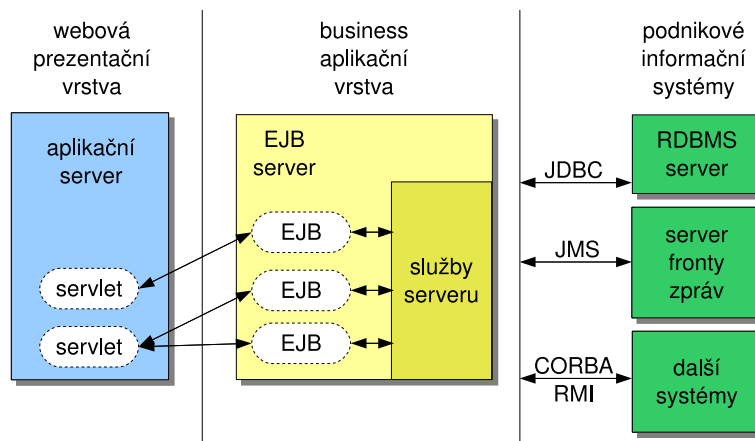 webová
prezentační
vrstva
business
aplikační
vrstva
podnikové
informační
systémy
aplikační
server
servlet
servlet
EJB
server
EJB
EJB
EJB
služby
serveru
JDBC
JMS
CORBA
RMI
RDBMS
server
server
fronty
zpráv
další
systémy